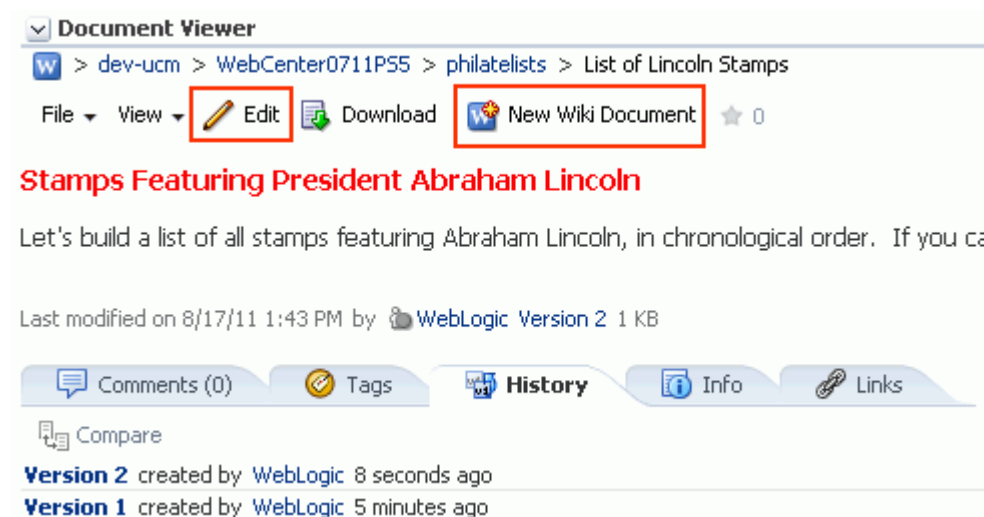 Document Viewer
W > dev-ucm > WebCenter0711PS5 > philatelists > List of Lincoln Stamps
File View Edit Download New Wiki Document 0
Stamps Featuring President Abraham Lincoln
Let's build a list of all stamps featuring Abraham Lincoln, in chronological order. If you ca
Last modified on 8/17/11 1:43 PM by WebLogic Version 2 1 KB
Comments (0) Tags History Info Links
Compare
Version 2 created by WebLogic 8 seconds ago
Version 1 created by WebLogic 5 minutes ago